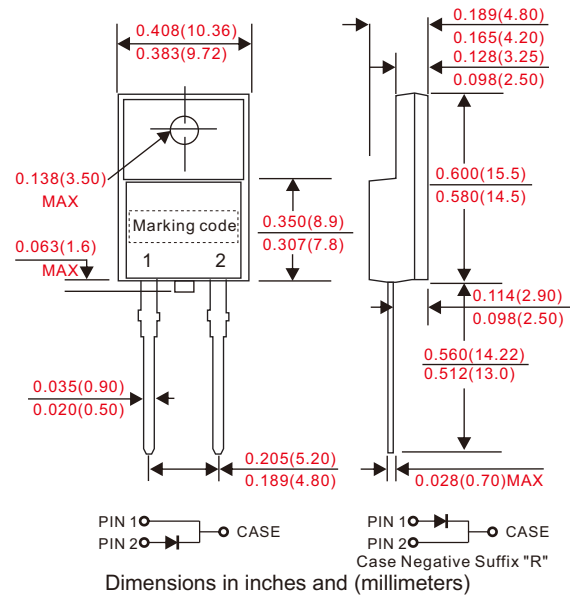 0.408(10.36)
0.383(9.72)
0.189(4.80)
0.165(4.20)
0.128(3.25)
0.098(2.50)
0.138(3.50)
MAX
0.600(15.5)
0.580(14.5)
0.350(8.9)
0.307(7.8)
Marking code
0.063(1.6)
MAX
1 2
0.114(2.90)
0.098(2.50)
0.560(14.22)
0.512(13.0)
0.035(0.90)
0.020(0.50)
0.205(5.20)
0.189(4.80)
0.028(0.70)MAX
PIN 1
PIN 2
CASE
PIN 1
PIN 2
CASE
Case Negative Suffix "R"
Dimensions in inches and (millimeters)